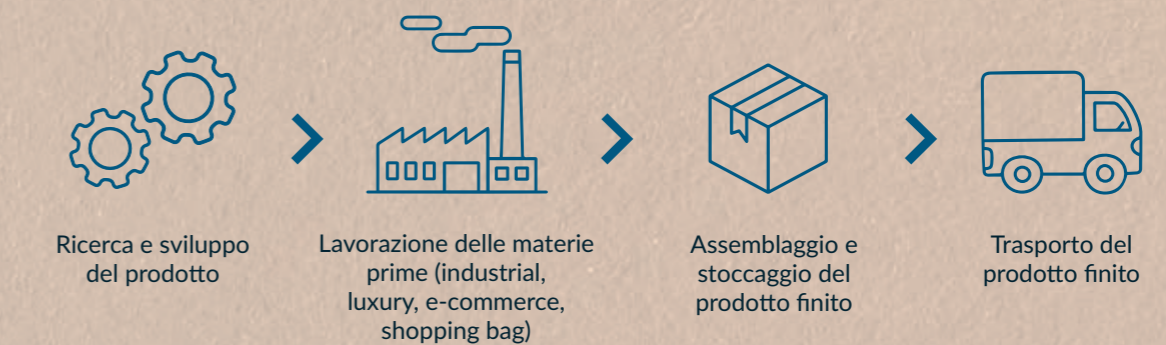 Ricerca e sviluppo
del prodotto
Lavorazione delle materie
prime (industrial,
luxury, e-commerce,
shopping bag)
Assemblaggio e
stoccaggio del
prodotto finito
Trasporto del
prodotto finito